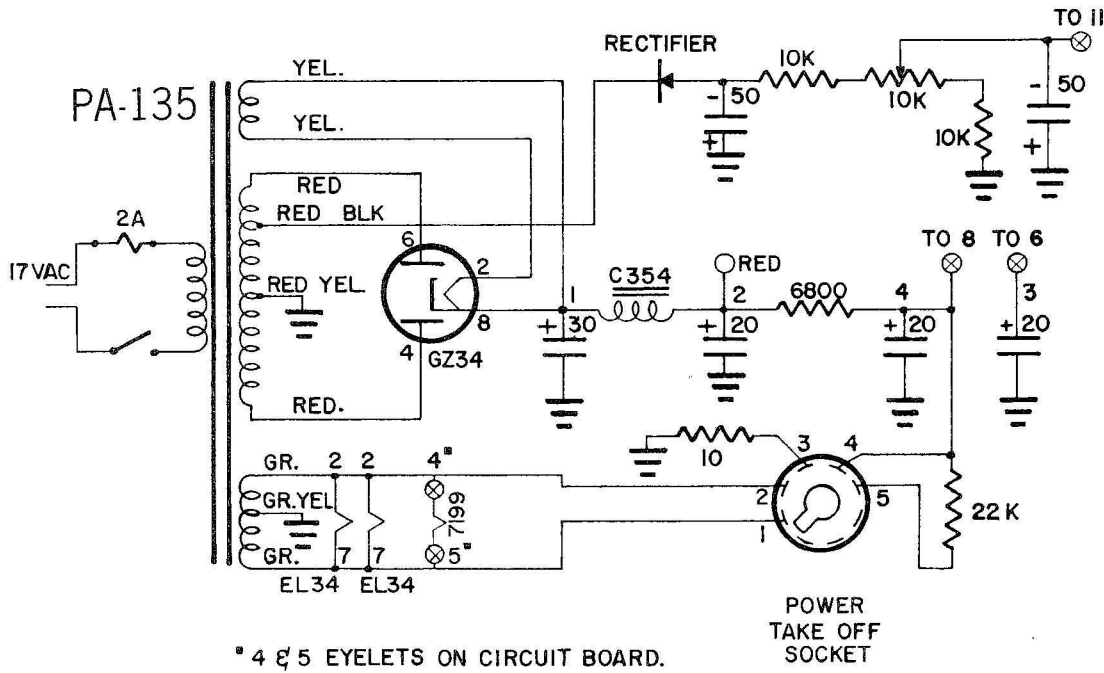 TO 11
RECTIFIER
YEL.
10K
PA-135
- 50
10K
- 50
YEL.
+
10K
+
RED
2A
RED BLK
6
17VAC
2
C354
RED
TO 8
TO 6
RED YEL.
1
2
6800
4
3
8
+ 30
+ 20
+ 20
+ 20
4
GZ34
RED.
GR.
2
2
4"
10
3
4
GR.YEL
7199
2
5
22K
GR.
7
7
5"
1
EL34
EL34
POWER
TAKE OFF
SOCKET
" 4 & 5 EYELETS ON CIRCUIT BOARD.